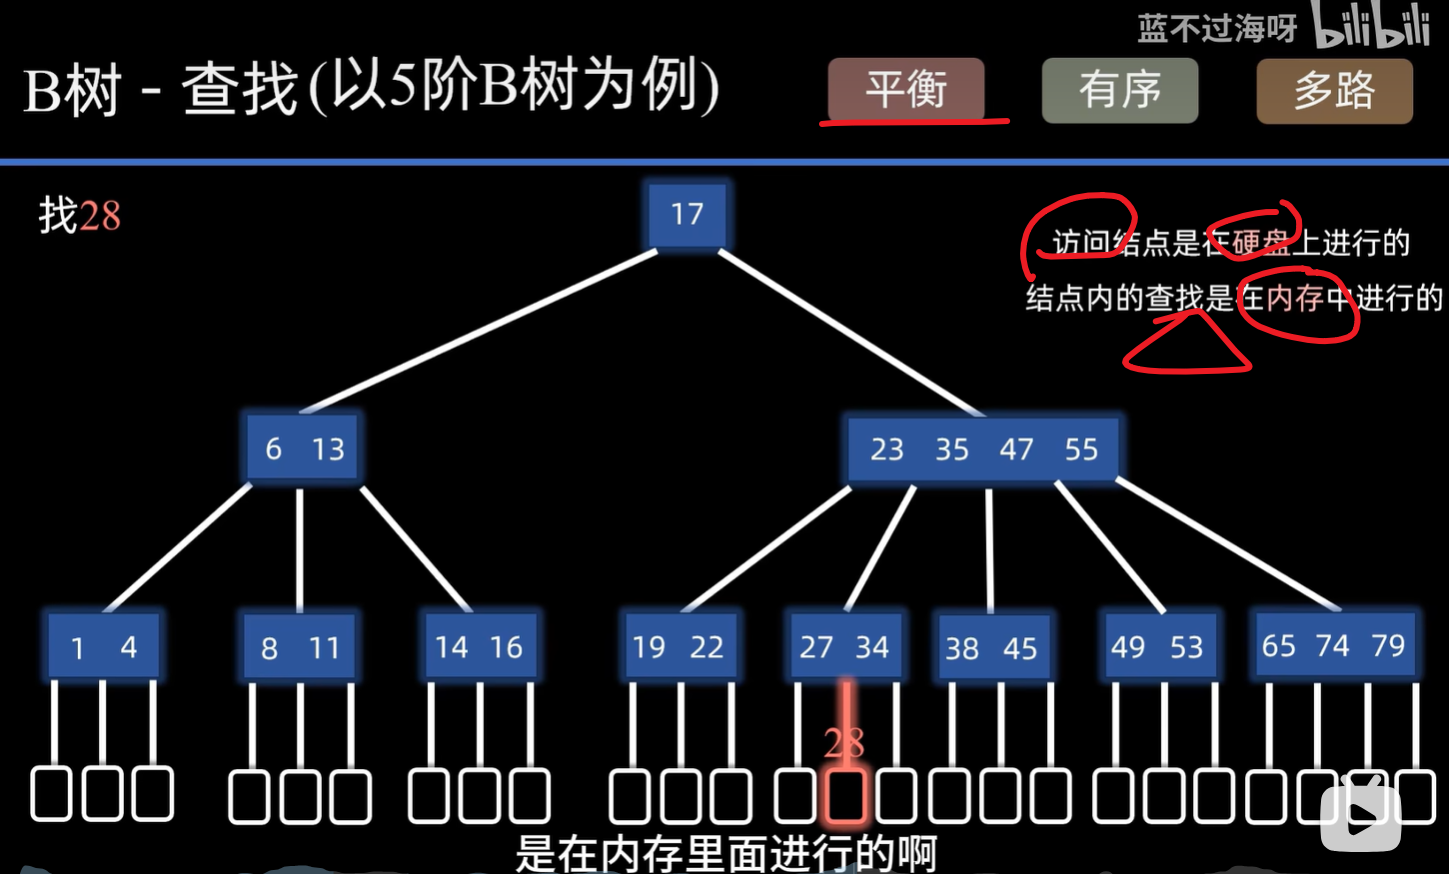 蓝不过海呀 bilibili
B树 - 查找(以5阶B树为例)
平衡 有序 多路
找28
访问结点是在硬盘上进行的
结点内的查找是在内存中进行的
17
6 13
23 35 47 55
1 4
8 11
14 16
19 22
27 34
38 45
49 53
65 74 79
28
是在内存里面进行的啊